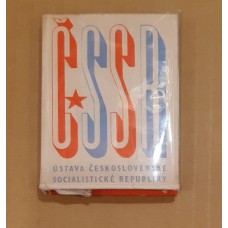 ČSSR
ÚSTAVA ČESKOSLOVENSKÉ
SOCIALISTICKÉ REPUBLIKY